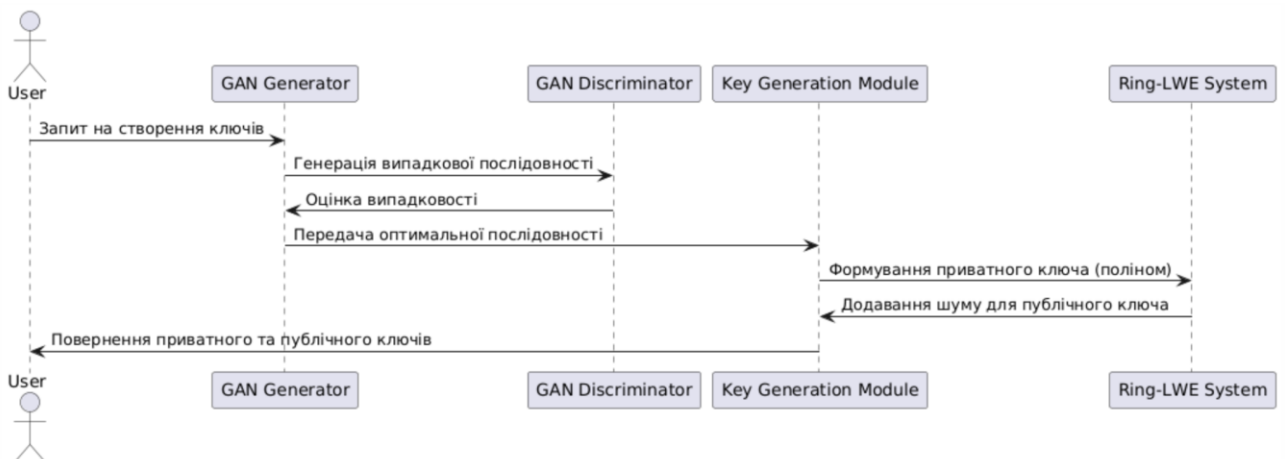 User
GAN Generator
GAN Discriminator
Key Generation Module
Ring-LWE System
Запит на створення ключів
Генерація випадкової послідовності
Оцінка випадковості
Передача оптимальної послідовності
Формування приватного ключа (поліном)
Додавання шуму для публічного ключа
Повернення приватного та публічного ключів
User
GAN Generator
GAN Discriminator
Key Generation Module
Ring-LWE System